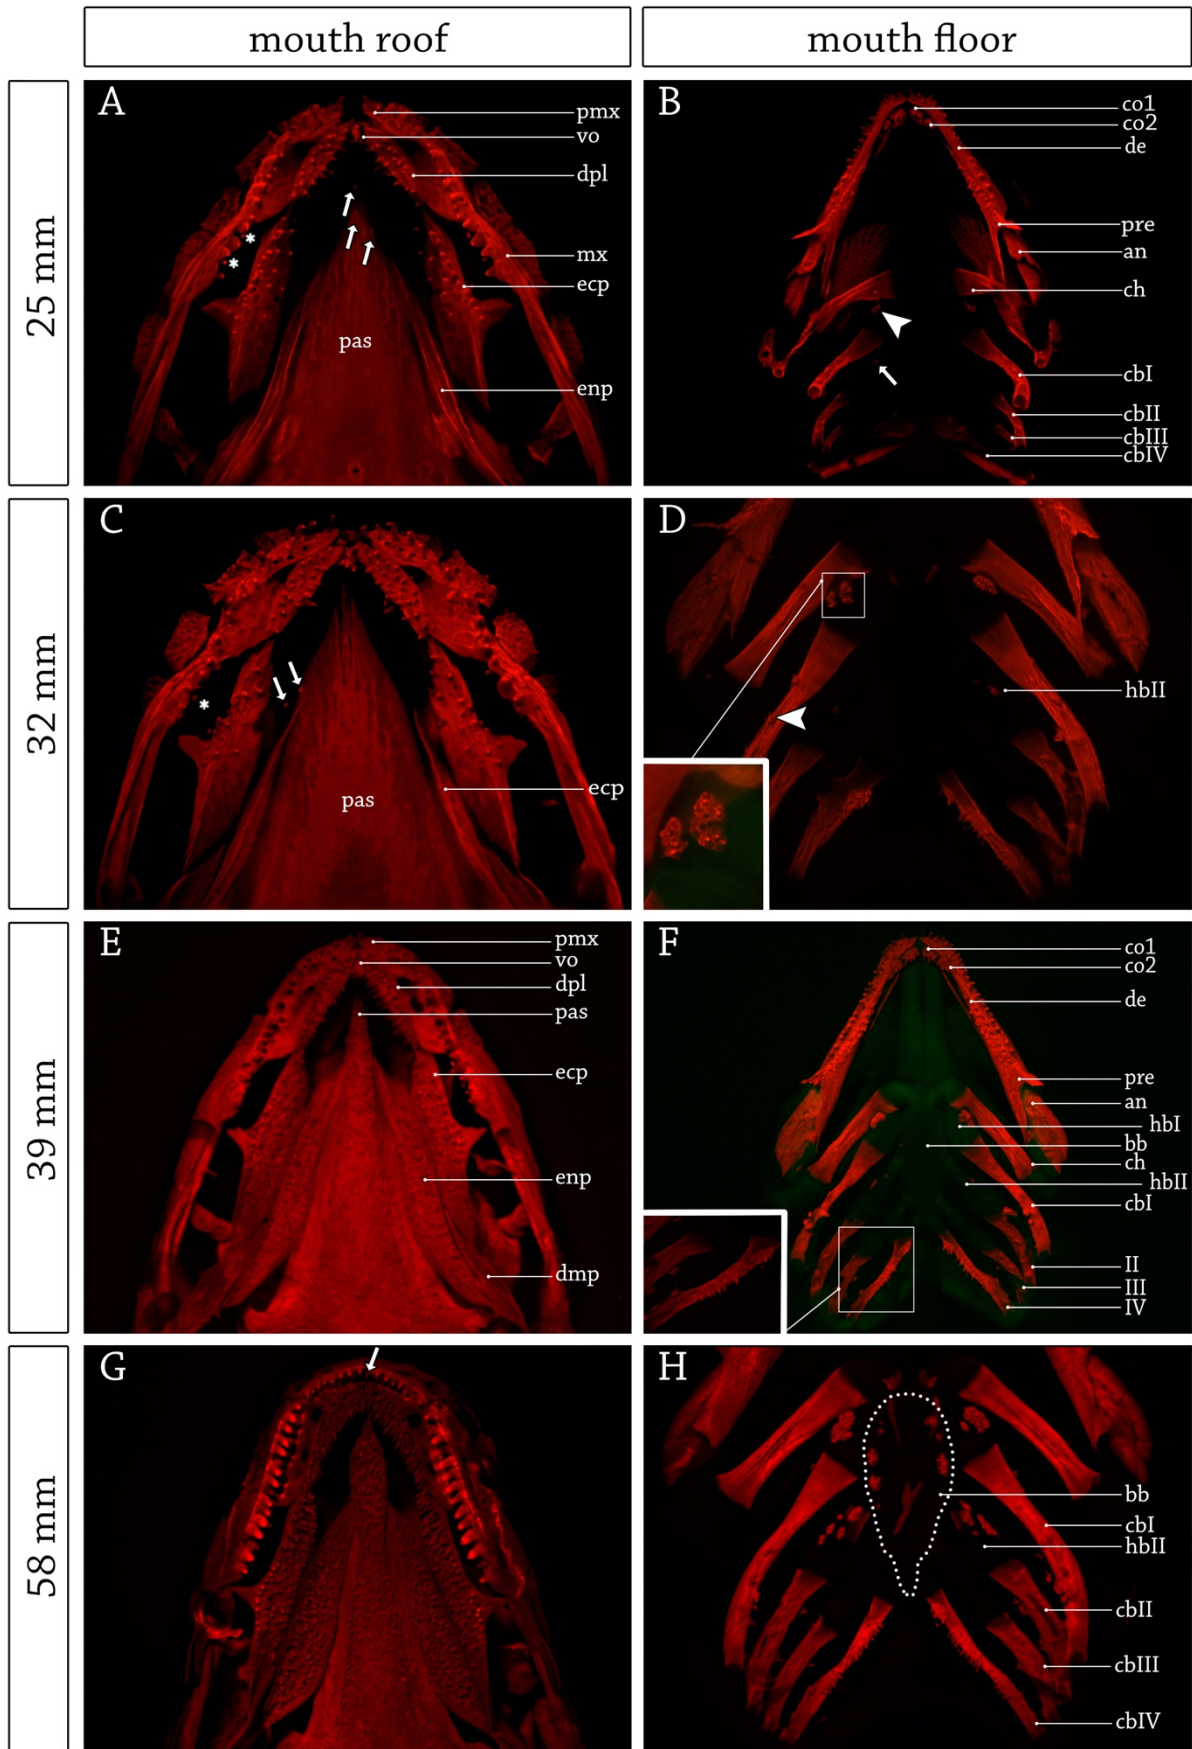 mouth roof
mouth floor
25 mm
A
pmx
vo
dpl
mx
ecp
enp
pas
B
co1
co2
de
pre
an
ch
cbI
cbII
cbIII
cbIV
32 mm
C
ecp
pas
D
hbII
39 mm
E
pmx
vo
dpl
pas
ecp
enp
dmp
F
co1
co2
de
pre
an
hbI
bb
ch
hbII
cbI
II
III
IV
58 mm
G
H
bb
cbI
hbII
cbII
cbIII
cbIV